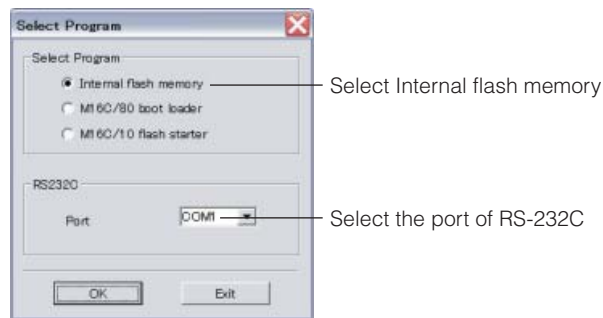 Select Program
Select Program
Internal flash memory
Select Internal flash memory
M16C/80 boot loader
M16C/10 flash starter
RS232C
Port
COM1
Select the port of RS-232C
OK
Exit